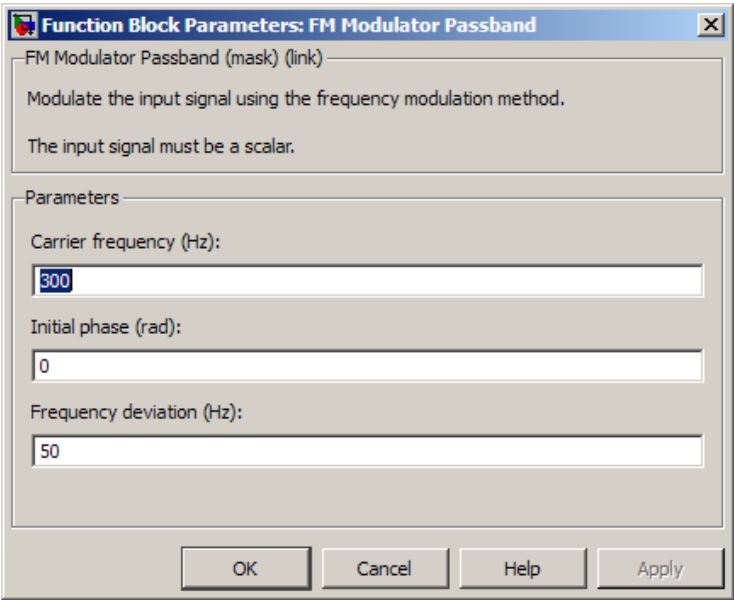 Function Block Parameters: FM Modulator Passband
FM Modulator Passband (mask) (link)
Modulate the input signal using the frequency modulation method.
The input signal must be a scalar.
Parameters
Carrier frequency (Hz):
300
Initial phase (rad):
0
Frequency deviation (Hz):
50
OK Cancel Help Apply